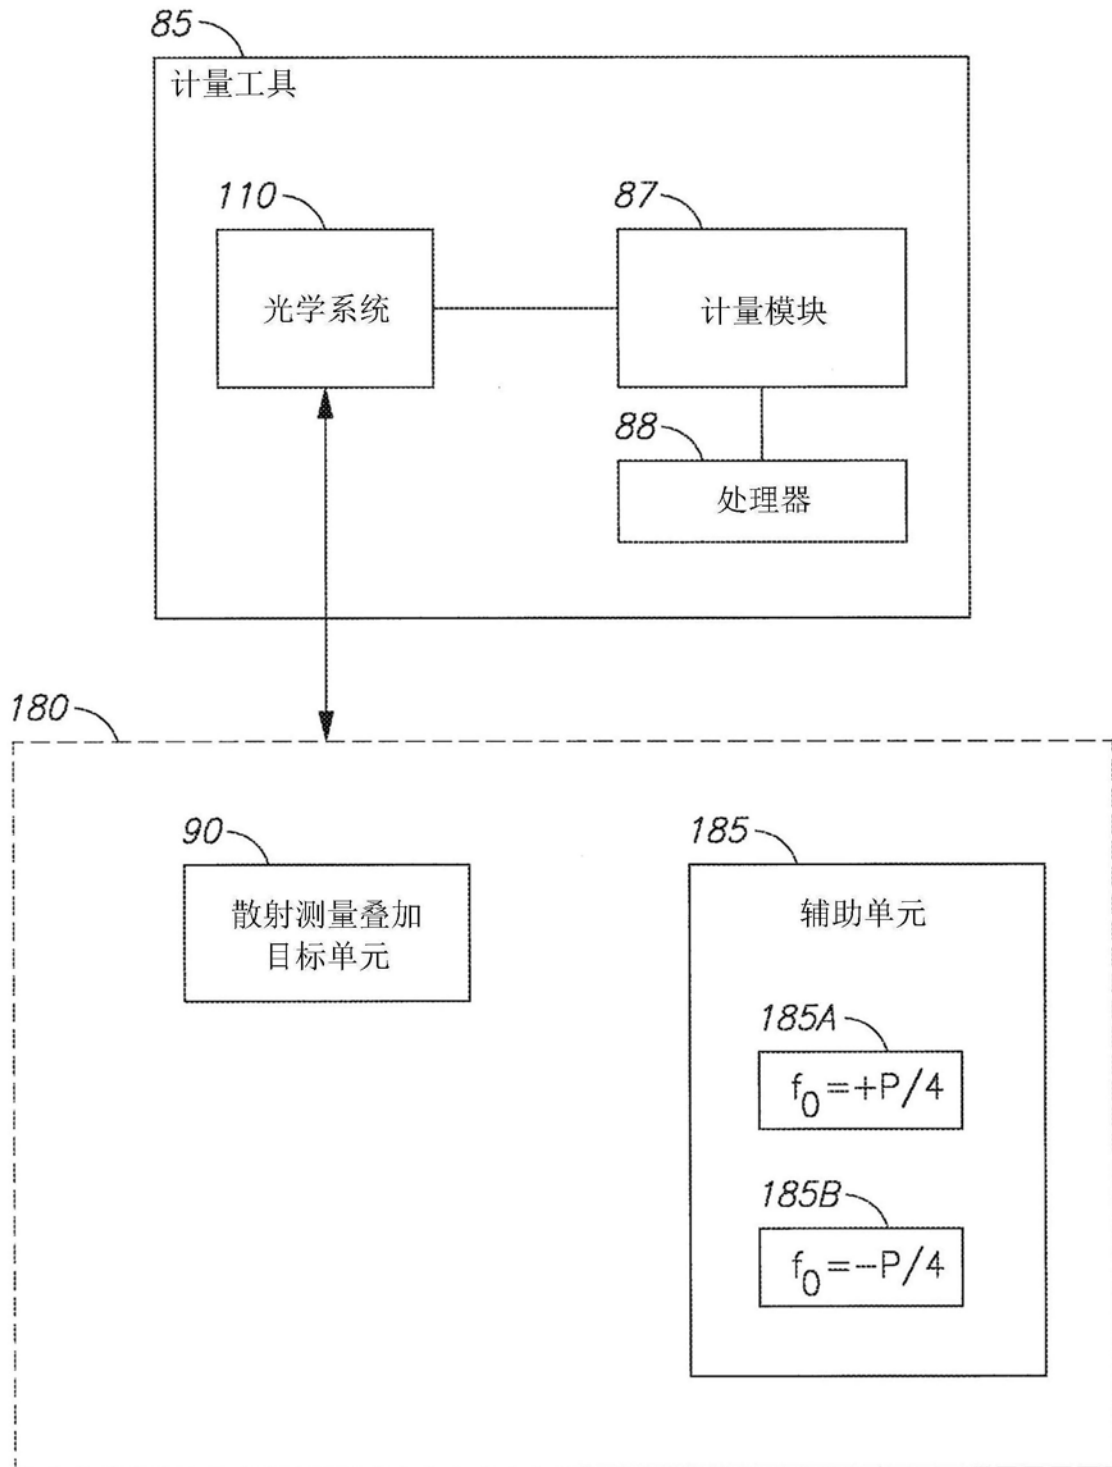 85
计量工具
110
87
光学系统
计量模块
88
处理器
180
90
185
散射测量叠加
目标单元
辅助单元
185A
f₀=+P/4
185B
f₀=-P/4